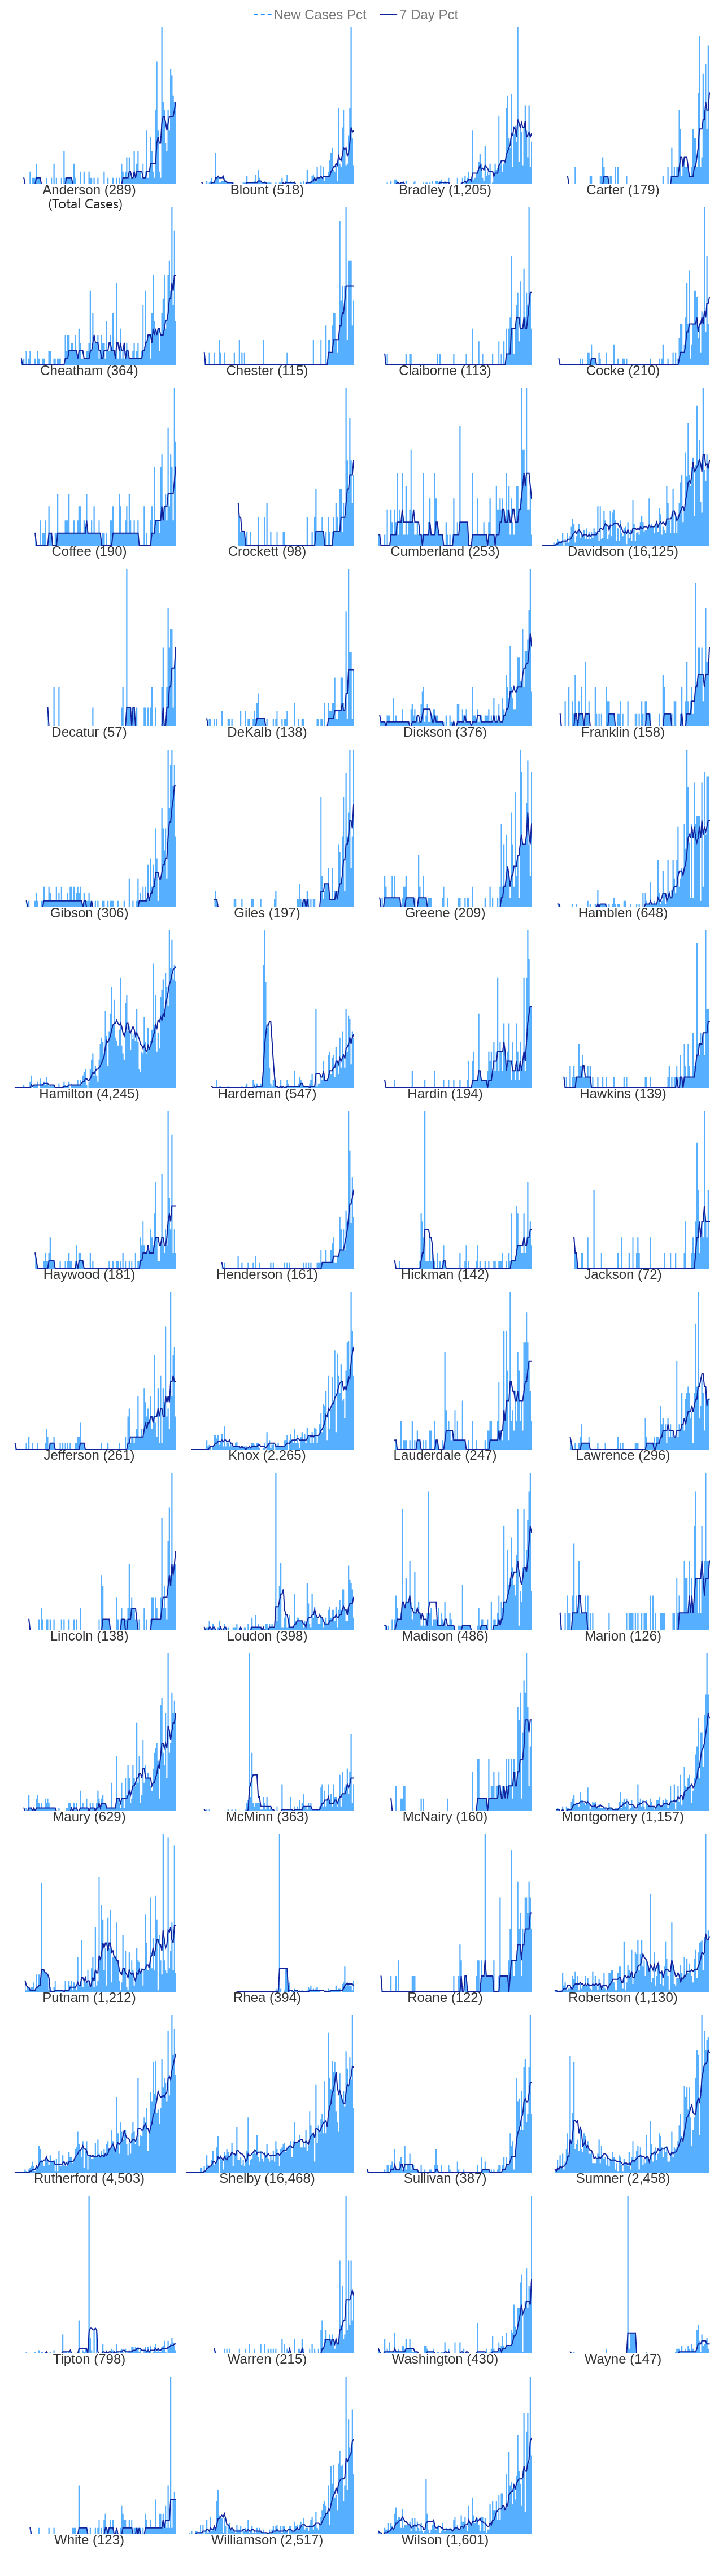 New Cases Pct 7 Day Pct
Anderson (289) Blount (518) Bradley (1,205) Carter (179)
(Total Cases)
Cheatham (364) Chester (115) Claiborne (113) Cocke (210)
Coffee (190) Crockett (98) Cumberland (253) Davidson (16,125)
Decatur (57) DeKalb (138) Dickson (376) Franklin (158)
Gibson (306) Giles (197) Greene (209) Hamblen (648)
Hamilton (4,245) Hardeman (547) Hardin (194) Hawkins (139)
Haywood (181) Henderson (161) Hickman (142) Jackson (72)
Jefferson (261) Knox (2,265) Lauderdale (247) Lawrence (296)
Lincoln (138) Loudon (398) Madison (486) Marion (126)
Maury (629) McMinn (363) McNairy (160) Montgomery (1,157)
Putnam (1,212) Rhea (394) Roane (122) Robertson (1,130)
Rutherford (4,503) Shelby (16,468) Sullivan (387) Sumner (2,458)
Tipton (798) Warren (215) Washington (430) Wayne (147)
White (123) Williamson (2,517) Wilson (1,601)